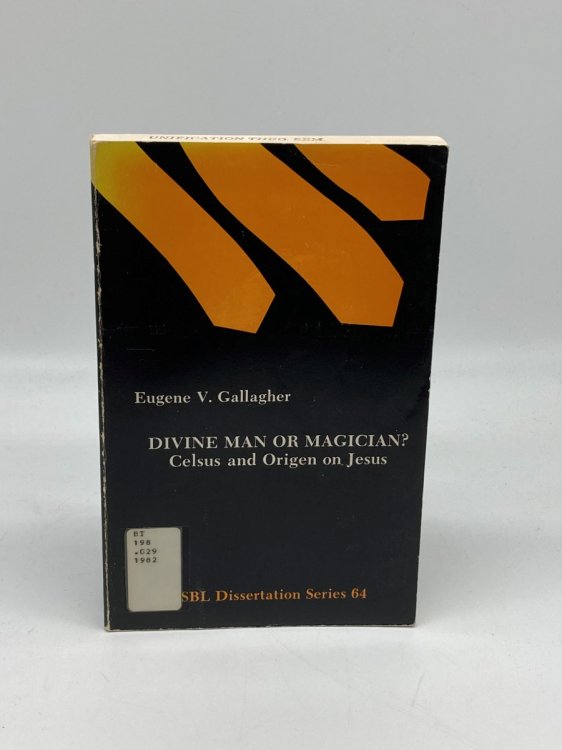 UNIFICATION THEO. SEM.
Eugene V. Gallagher
DIVINE MAN OR MAGICIAN?
Celsus and Origen on Jesus
BT
198
.G29
1982
SBL Dissertation Series 64